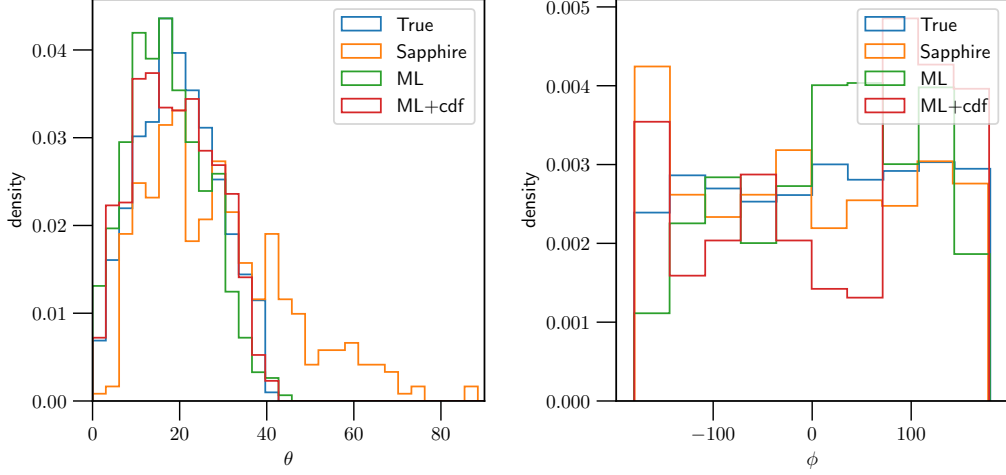 0.04
0.03
0.02
0.01
0.00
density
0 20 40 60 80
θ
True
Sapphire
ML
ML+cdf
0.005
0.004
0.003
0.002
0.001
0.000
density
−100 0 100
ϕ
True
Sapphire
ML
ML+cdf